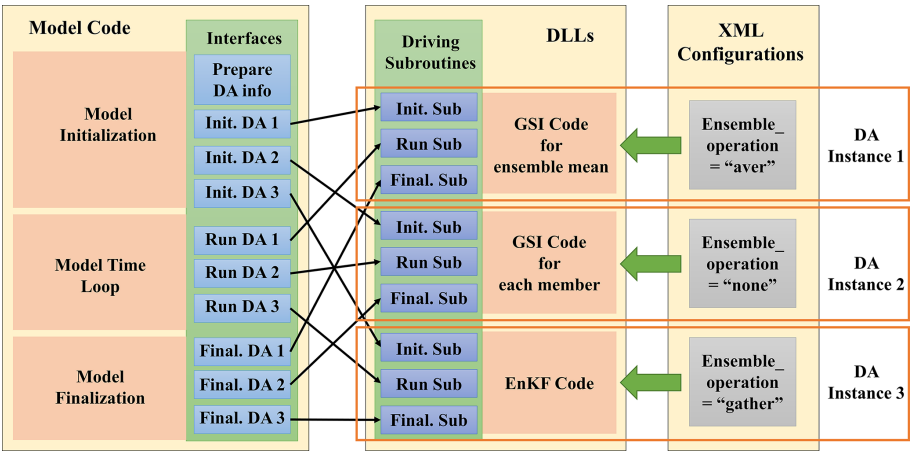 Model Code
Interfaces
Model
Initialization
Prepare
DA info
Init. DA 1
Init. DA 2
Init. DA 3
Model Time
Loop
Run DA 1
Run DA 2
Run DA 3
Model
Finalization
Final. DA 1
Final. DA 2
Final. DA 3
DLLs
Driving
Subroutines
Init. Sub
Run Sub
Final. Sub
GSI Code
for
ensemble mean
Init. Sub
Run Sub
Final. Sub
GSI Code
for
each member
Init. Sub
Run Sub
Final. Sub
EnKF Code
XML
Configurations
Ensemble_
operation
= “aver”
DA
Instance 1
Ensemble_
operation
= “none”
DA
Instance 2
Ensemble_
operation
= “gather”
DA
Instance 3